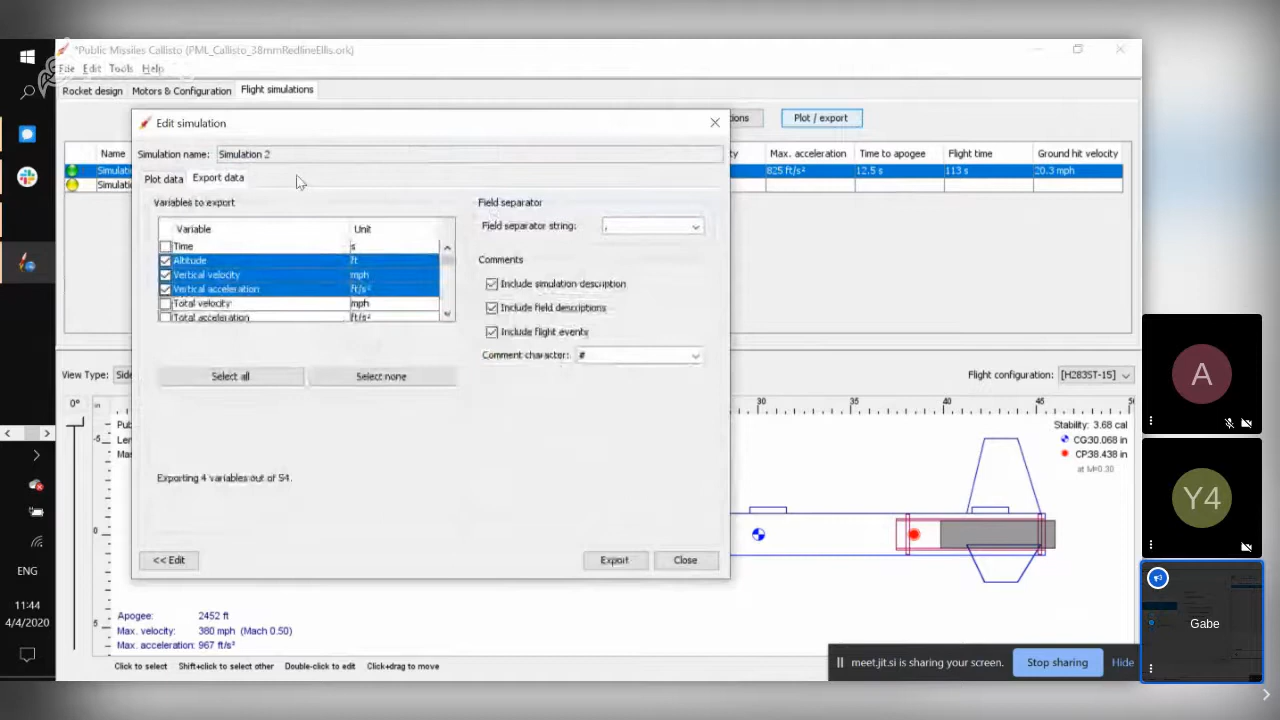 *Public Missiles Callisto (PML_Callisto_38mmRedlineEllis.ork)
File Edit Tools Help
Rocket design Motors & Configuration Flight simulations
Edit simulation
Plot / export
Simulation name: Simulation 2
Name Max. acceleration Time to apogee Flight time Ground hit velocity
825 ft/s² 12.5 s 113 s 20.3 mph
Plot data Export data
Variables to export
Variable Unit
Time s
Altitude ft
Vertical velocity mph
Vertical acceleration ft/s²
Total velocity mph
Total acceleration ft/s²
Select all Select none
Exporting 4 variables out of 54.
Field separator
Field separator string: ,
Comments
Include simulation description
Include field descriptions
Include flight events
Comment character: #
<< Edit Export Close
View Type: Side
Flight configuration: [H283ST-15]
0° in
30 35 40 45
-5
0
5
Stability: 3.68 cal
CG30.068 in
CP38.438 in
at M=0.30
Apogee: 2452 ft
Max. velocity: 380 mph (Mach 0.50)
Max. acceleration: 967 ft/s²
Click to select Shift+click to select other Double-click to edit Click+drag to move
meet.jit.si is sharing your screen. Stop sharing Hide
ENG
11:44
4/4/2020
A
Y4
Gabe